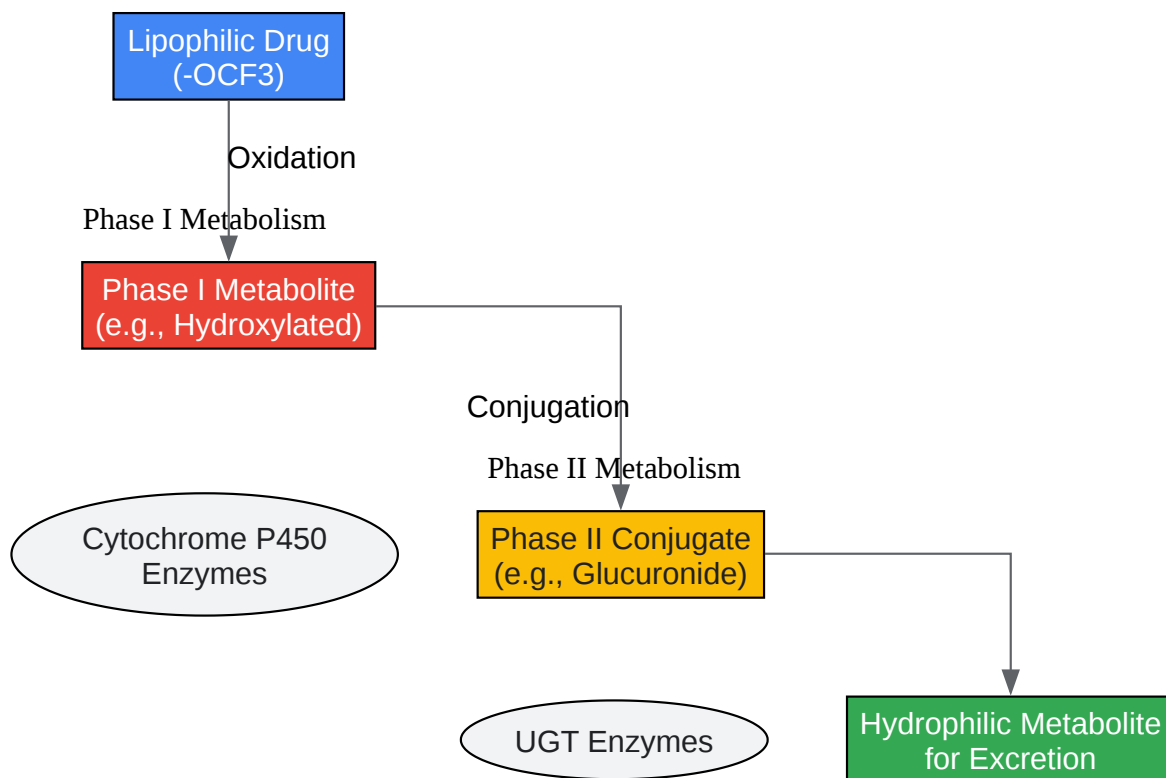 Lipophilic Drug
(-OCF3)
Oxidation
Phase I Metabolism
Phase I Metabolite
(e.g., Hydroxylated)
Conjugation
Phase II Metabolism
Cytochrome P450
Enzymes
Phase II Conjugate
(e.g., Glucuronide)
UGT Enzymes
Hydrophilic Metabolite
for Excretion